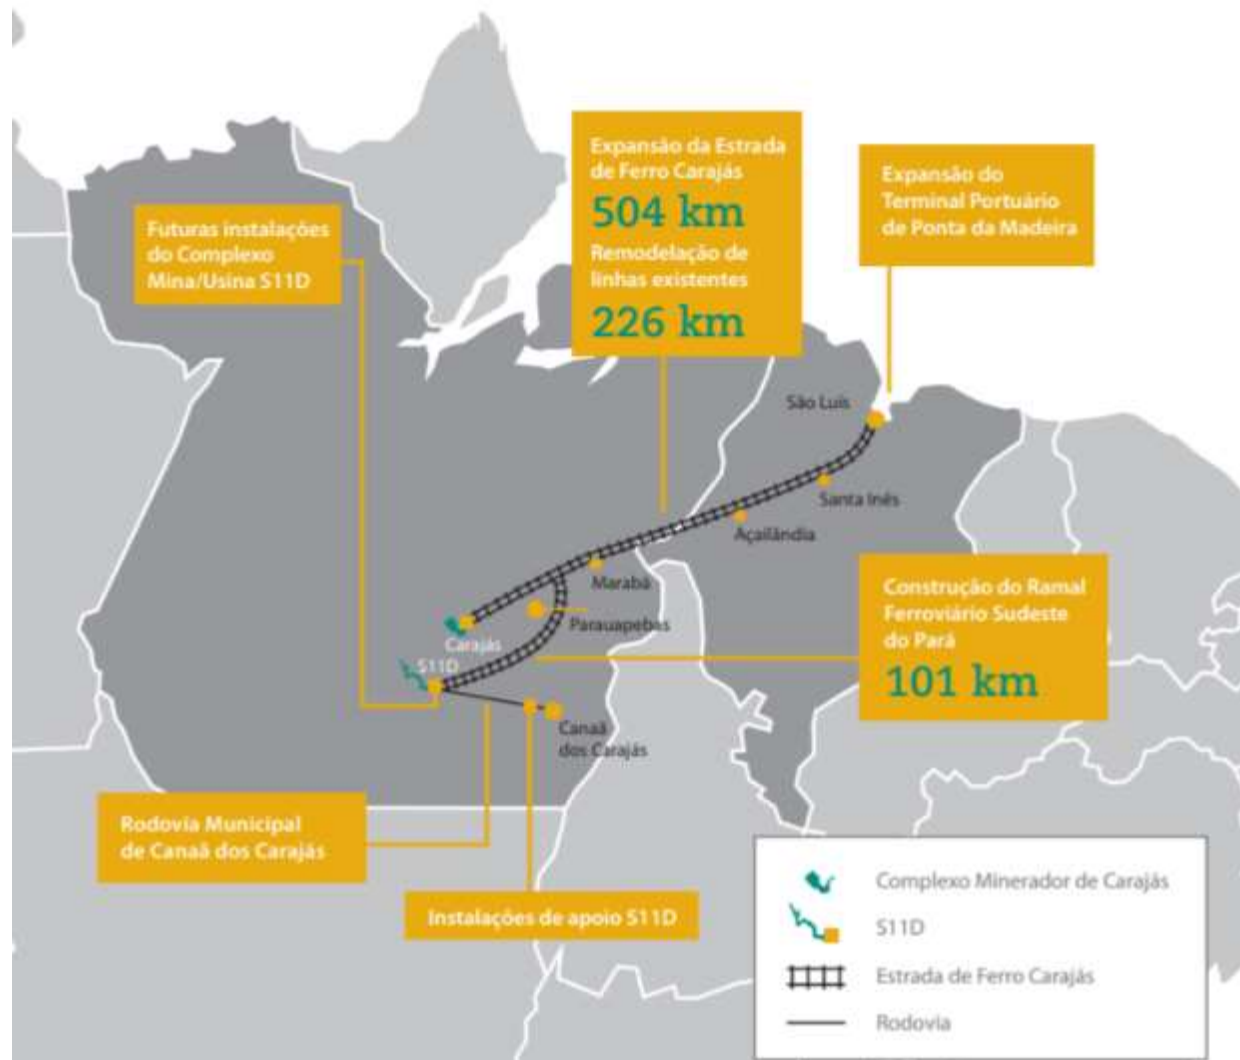 Expansão da Estrada
de Ferro Carajás
504 km
Remodelação de
linhas existentes
226 km
Expansão do
Terminal Portuário
de Ponta da Madeira
Futuras instalações
do Complexo
Mina/Usina S11D
São Luís
Santa Inês
Açailândia
Marabá
Parauapebas
Carajás
S11D
Canaã
dos Carajás
Construção do Ramal
Ferroviário Sudeste
do Pará
101 km
Rodovia Municipal
de Canaã dos Carajás
Instalações de apoio S11D
Complexo Minerador de Carajás
S11D
Estrada de Ferro Carajás
Rodovia